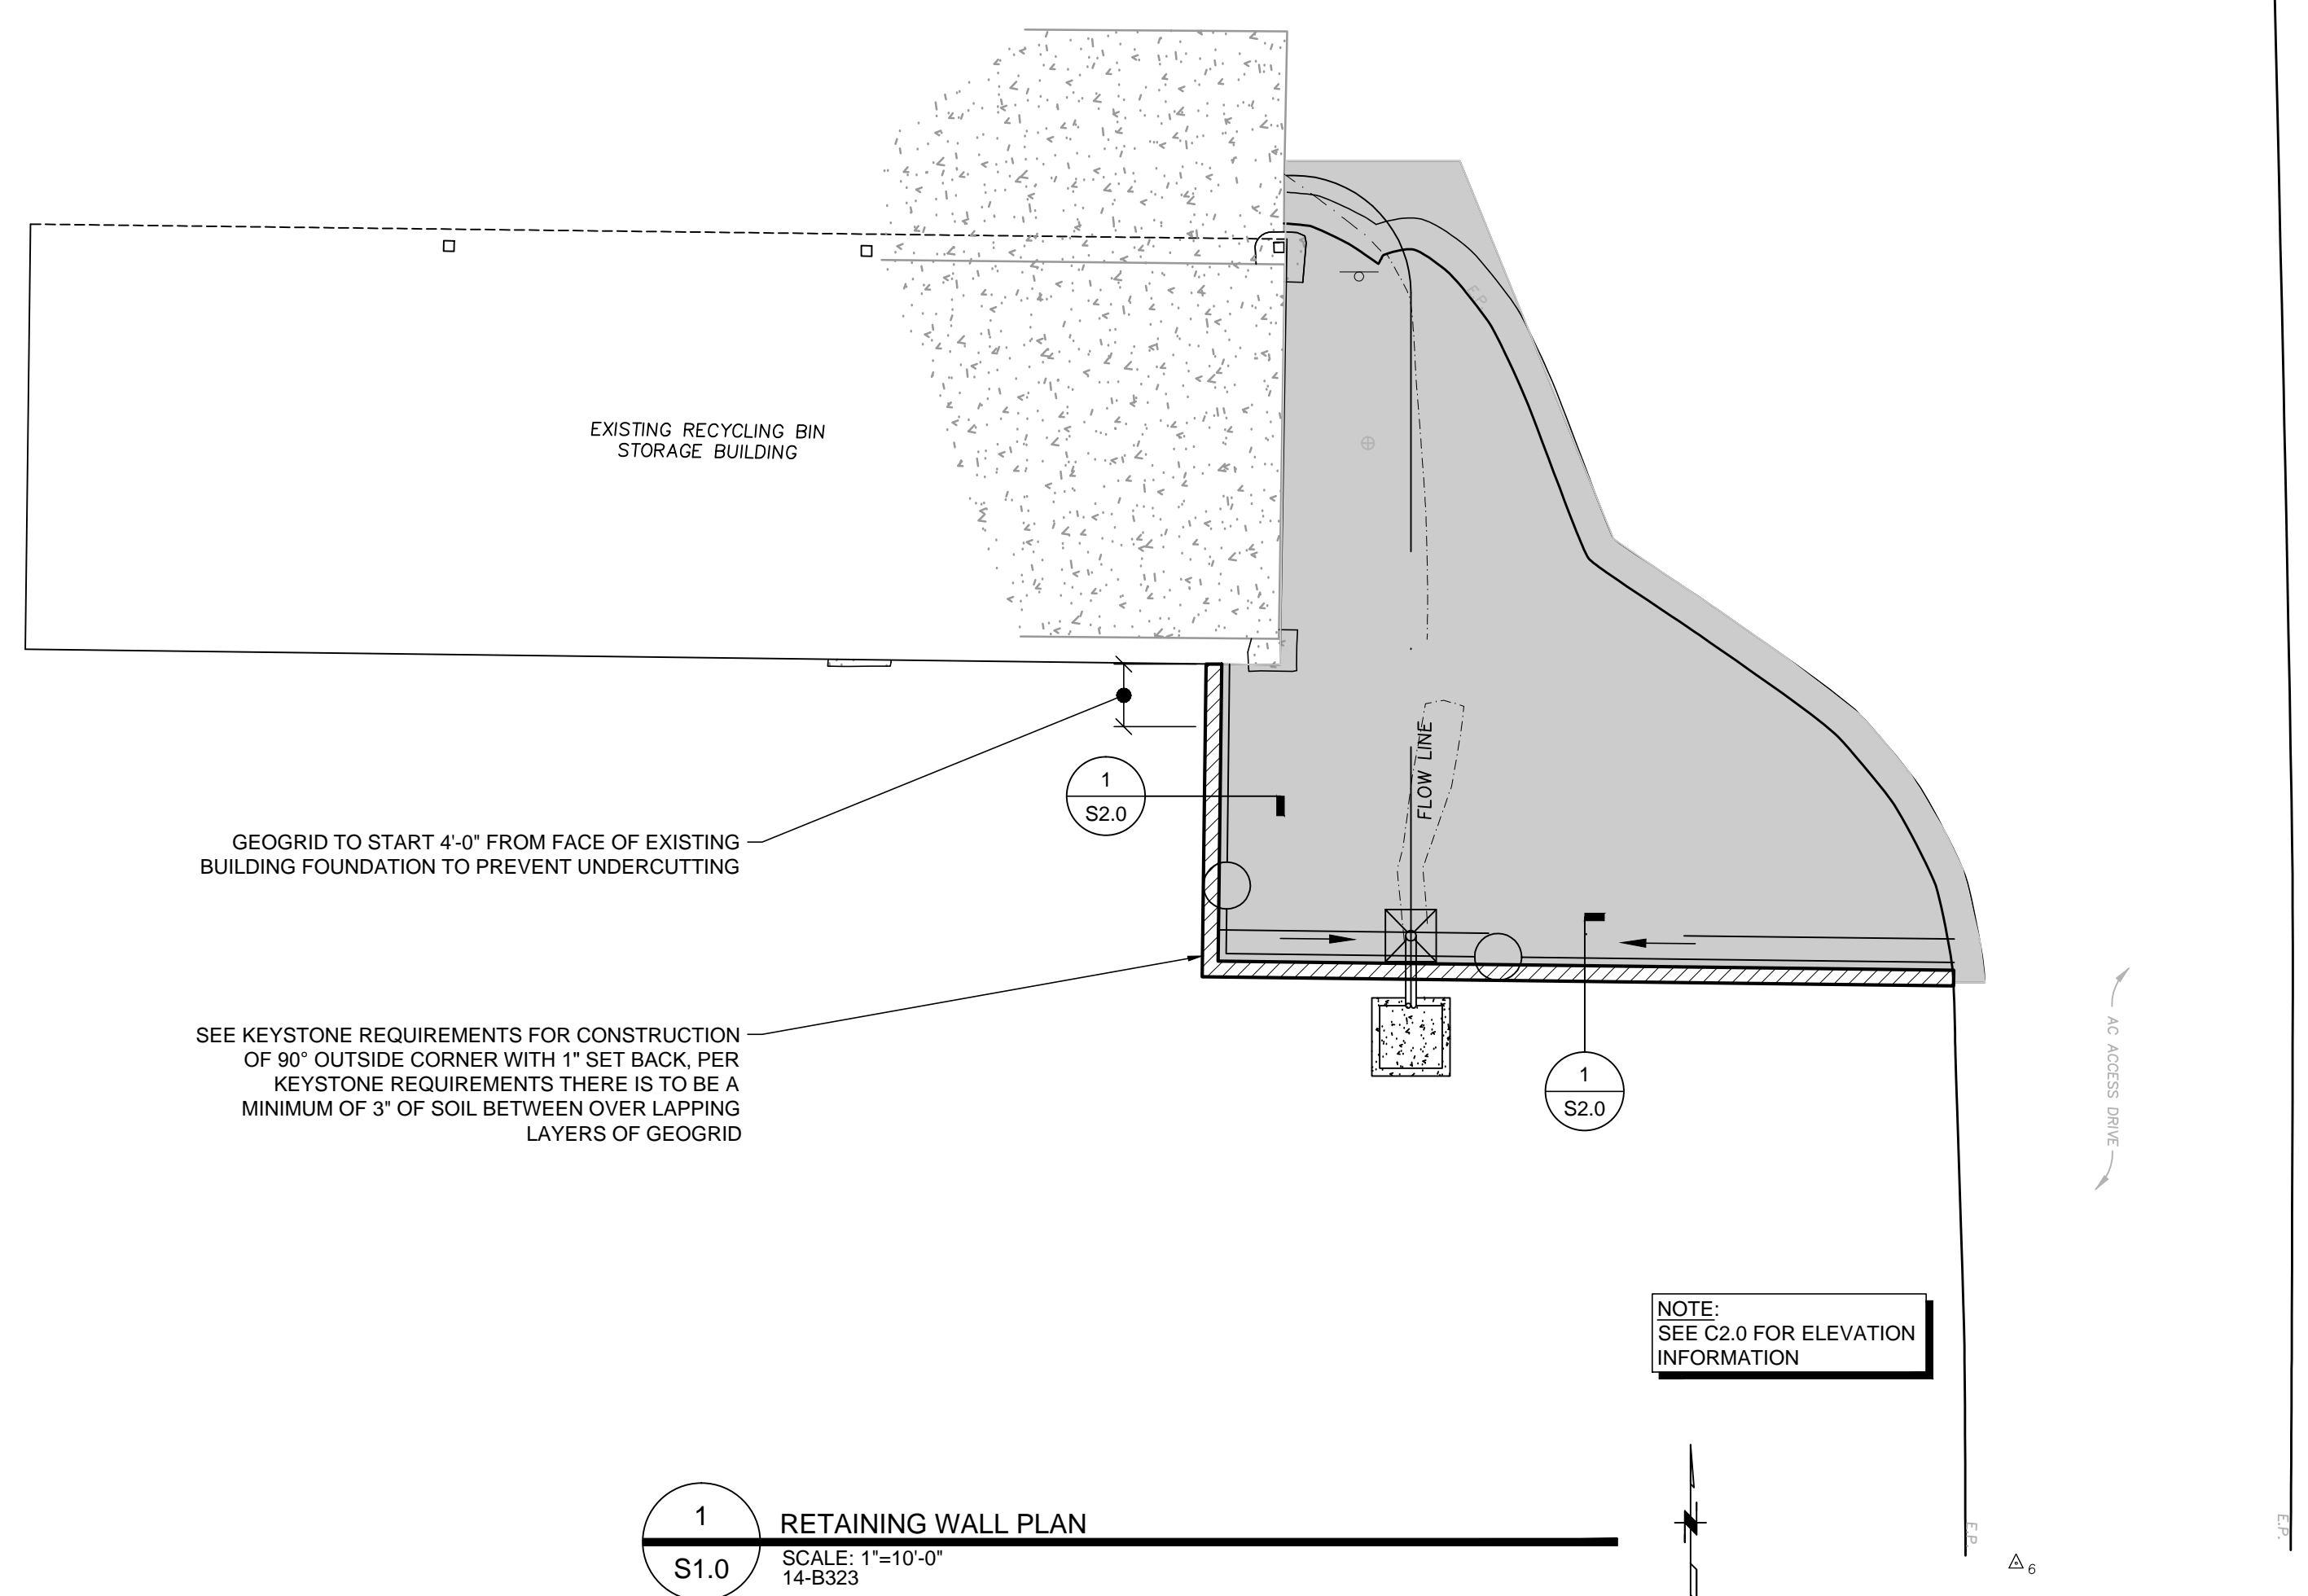 E.P.
EXISTING RECYCLING BIN
STORAGE BUILDING
FLOW LINE
1
S2.0
GEOGRID TO START 4'-0" FROM FACE OF EXISTING
BUILDING FOUNDATION TO PREVENT UNDERCUTTING
SEE KEYSTONE REQUIREMENTS FOR CONSTRUCTION
OF 90° OUTSIDE CORNER WITH 1" SET BACK, PER
KEYSTONE REQUIREMENTS THERE IS TO BE A
MINIMUM OF 3" OF SOIL BETWEEN OVER LAPPING
LAYERS OF GEOGRID
1
S2.0
AC ACCESS DRIVE
NOTE:
SEE C2.0 FOR ELEVATION
INFORMATION
1
S1.0
RETAINING WALL PLAN
SCALE: 1"=10'-0"
14-B323
E.P.
E.P.
6